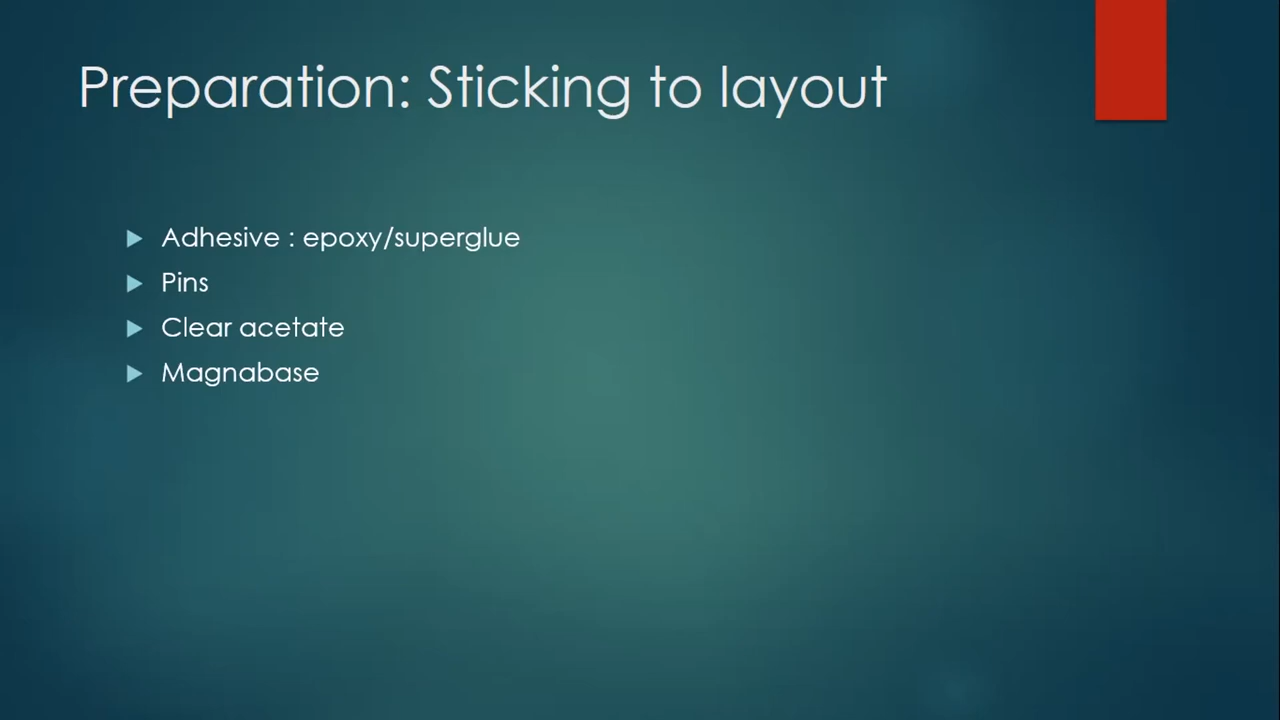 Preparation: Sticking to layout
Adhesive : epoxy/superglue
Pins
Clear acetate
Magnabase